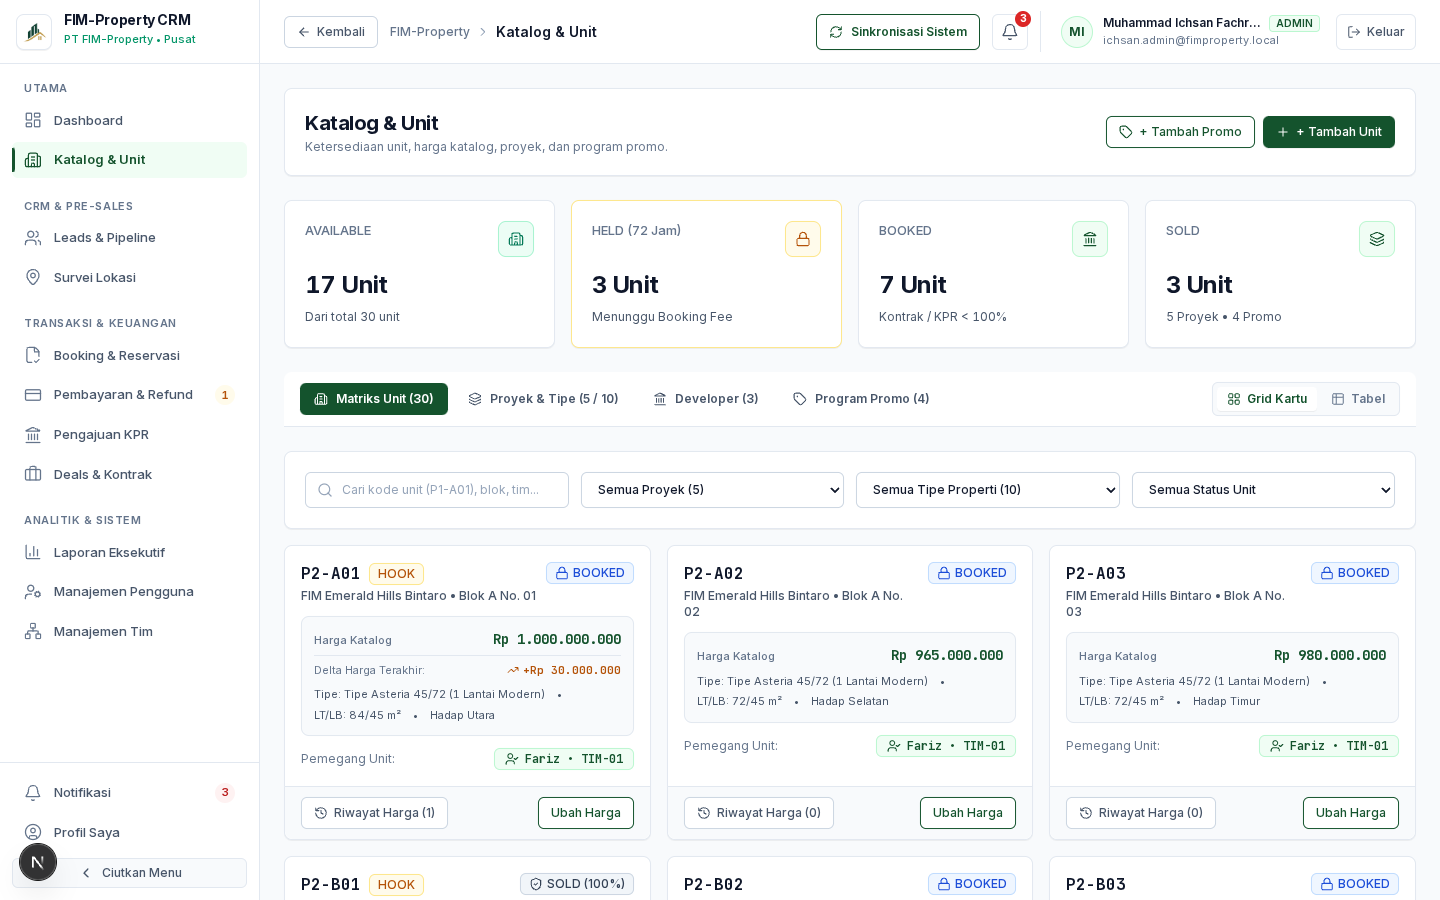 FIM-Property CRM
PT FIM-Property • Pusat
UTAMA
Dashboard
Katalog & Unit
CRM & PRE-SALES
Leads & Pipeline
Survei Lokasi
TRANSAKSI & KEUANGAN
Booking & Reservasi
Pembayaran & Refund 1
Pengajuan KPR
Deals & Kontrak
ANALITIK & SISTEM
Laporan Eksekutif
Manajemen Pengguna
Manajemen Tim
Notifikasi 3
Profil Saya
N
Ciutkan Menu
Kembali
FIM-Property
Katalog & Unit
Sinkronisasi Sistem
3
MI
Muhammad Ichsan Fachr...
ADMIN
ichsan.admin@fimproperty.local
Keluar
Katalog & Unit
Ketersediaan unit, harga katalog, proyek, dan program promo.
+ Tambah Promo
+ Tambah Unit
AVAILABLE
17 Unit
Dari total 30 unit
HELD (72 Jam)
3 Unit
Menunggu Booking Fee
BOOKED
7 Unit
Kontrak / KPR < 100%
SOLD
3 Unit
5 Proyek • 4 Promo
Matriks Unit (30)
Proyek & Tipe (5 / 10)
Developer (3)
Program Promo (4)
Grid Kartu
Tabel
Cari kode unit (P1-A01), blok, tim...
Semua Proyek (5)
Semua Tipe Properti (10)
Semua Status Unit
P2-A01 HOOK BOOKED
FIM Emerald Hills Bintaro • Blok A No. 01
Harga Katalog Rp 1.000.000.000
Delta Harga Terakhir: +Rp 30.000.000
Tipe: Tipe Asteria 45/72 (1 Lantai Modern) •
LT/LB: 84/45 m² • Hadap Utara
Pemegang Unit: Fariz • TIM-01
Riwayat Harga (1) Ubah Harga
P2-A02 BOOKED
FIM Emerald Hills Bintaro • Blok A No.
02
Harga Katalog Rp 965.000.000
Tipe: Tipe Asteria 45/72 (1 Lantai Modern) •
LT/LB: 72/45 m² • Hadap Selatan
Pemegang Unit: Fariz • TIM-01
Riwayat Harga (0) Ubah Harga
P2-A03 BOOKED
FIM Emerald Hills Bintaro • Blok A No.
03
Harga Katalog Rp 980.000.000
Tipe: Tipe Asteria 45/72 (1 Lantai Modern) •
LT/LB: 72/45 m² • Hadap Timur
Pemegang Unit: Fariz • TIM-01
Riwayat Harga (0) Ubah Harga
P2-B01 HOOK SOLD (100%)
P2-B02 BOOKED
P2-B03 BOOKED